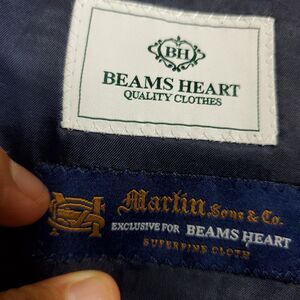 BH
BEAMS HEART
QUALITY CLOTHES
Martin Sons & Co.
EXCLUSIVE FOR BEAMS HEART
SUPERFINE CLOTH